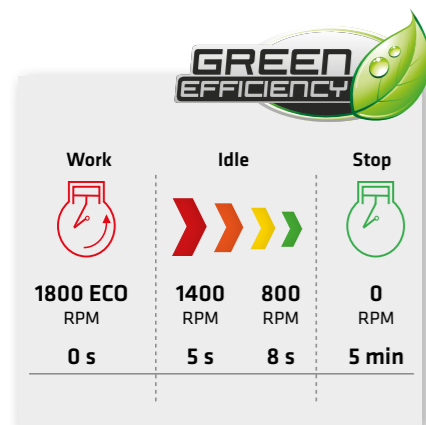 GREEN
EFFICIENCY
Work Idle Stop
1800 ECO 1400 800 0
RPM RPM RPM RPM
0 s 5 s 8 s 5 min